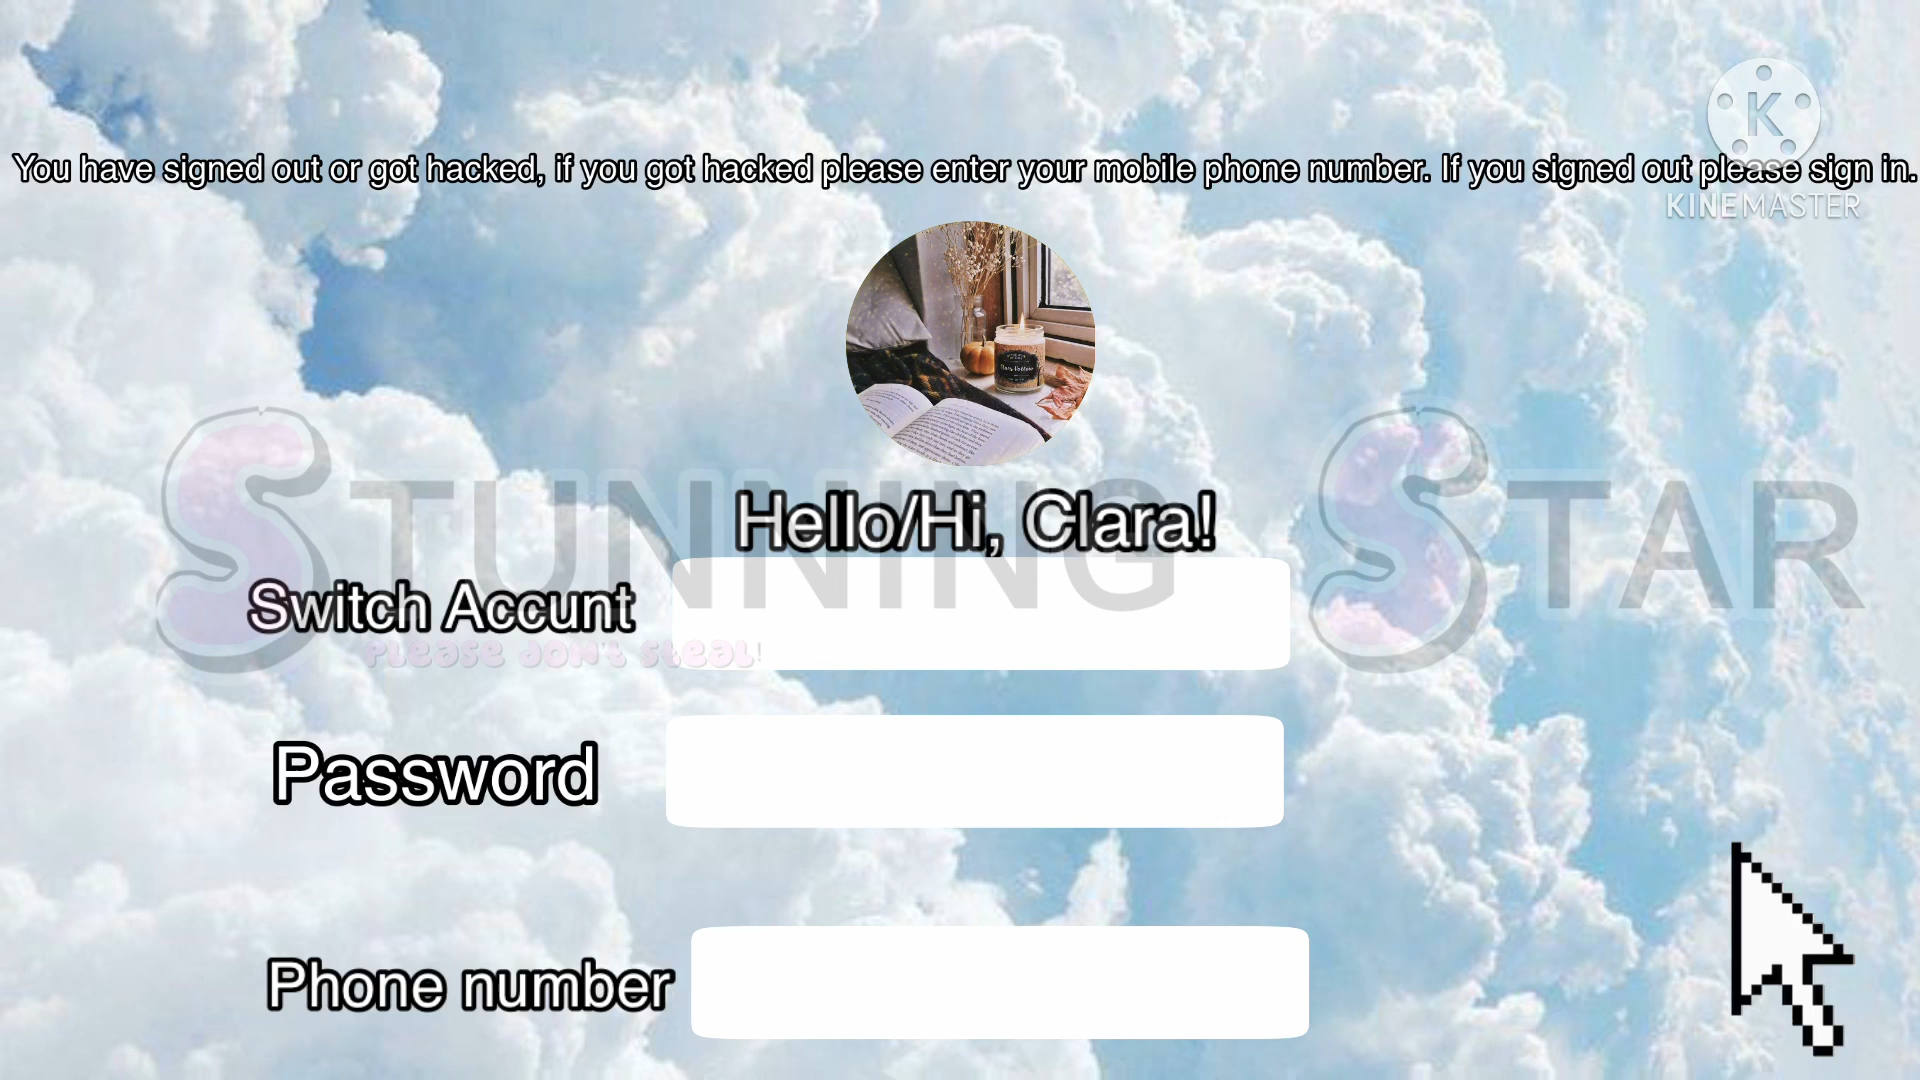 You have signed out or got hacked, if you got hacked please enter your mobile phone number. If you signed out please sign in.
K
KINEMASTER
Hello/Hi, Clara!
STUNNING STAR
Switch Accunt
PLEASE DON'T STEAL!
Password
Phone number